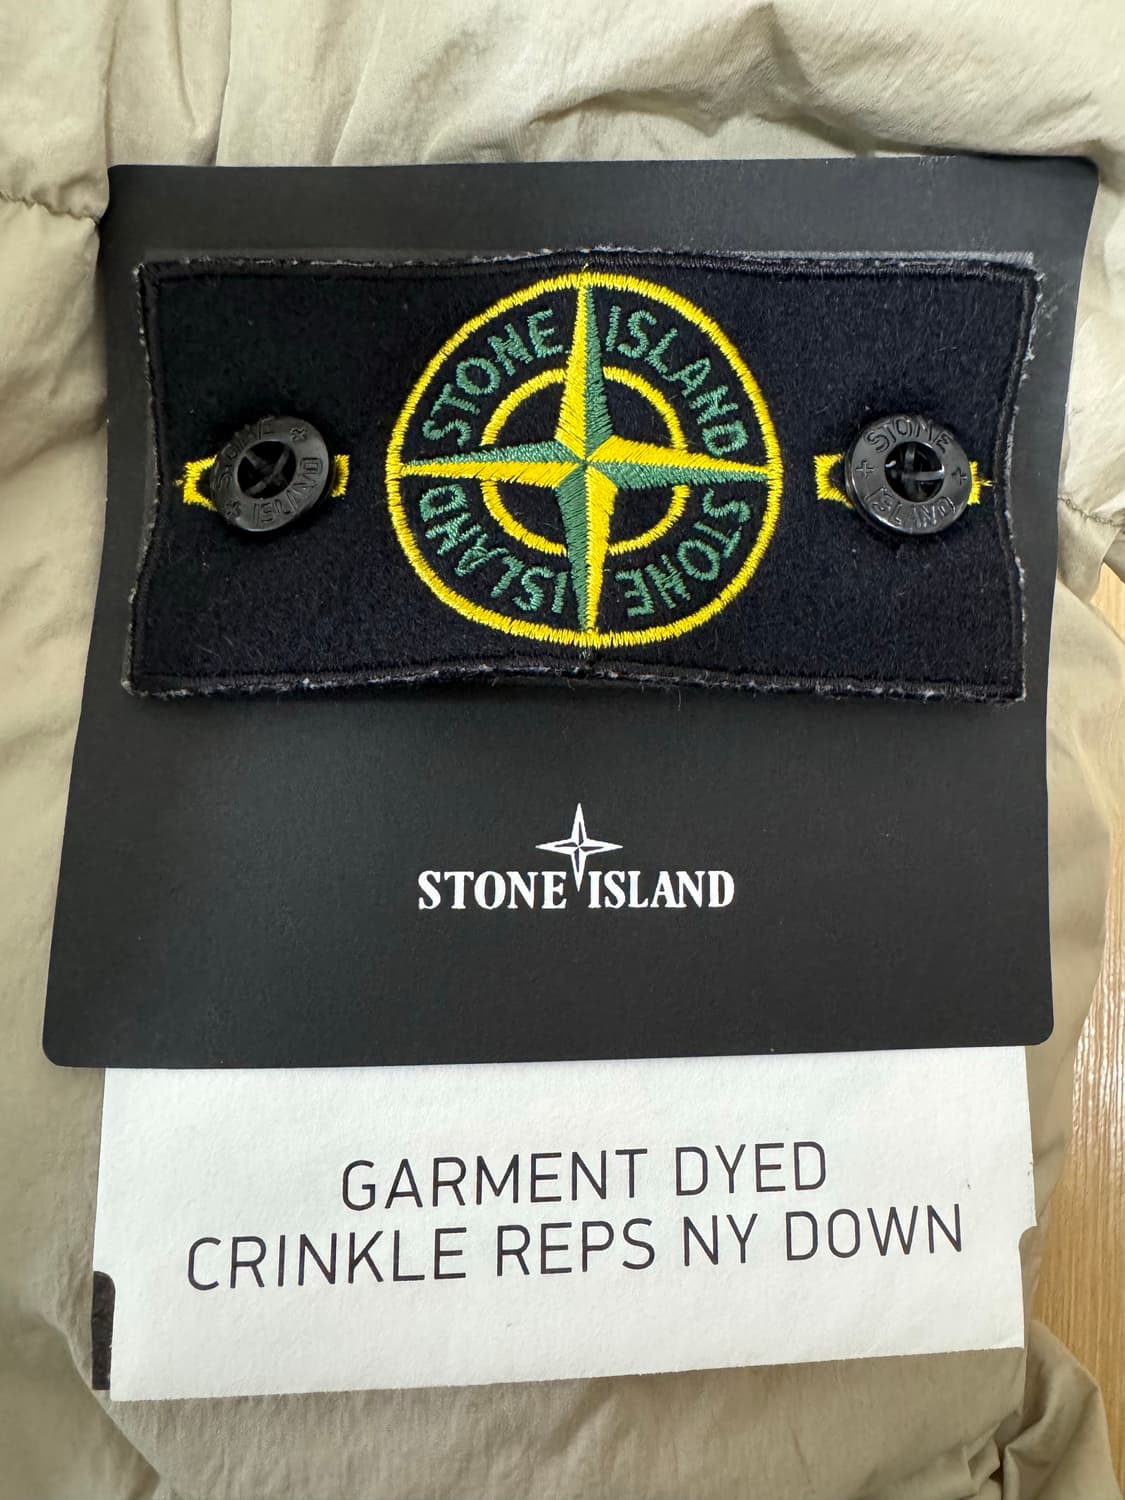 STONE ISLAND
STONE ISLAND
STONE ISLAND
STONE ISLAND
STONE ISLAND
GARMENT DYED
CRINKLE REPS NY DOWN